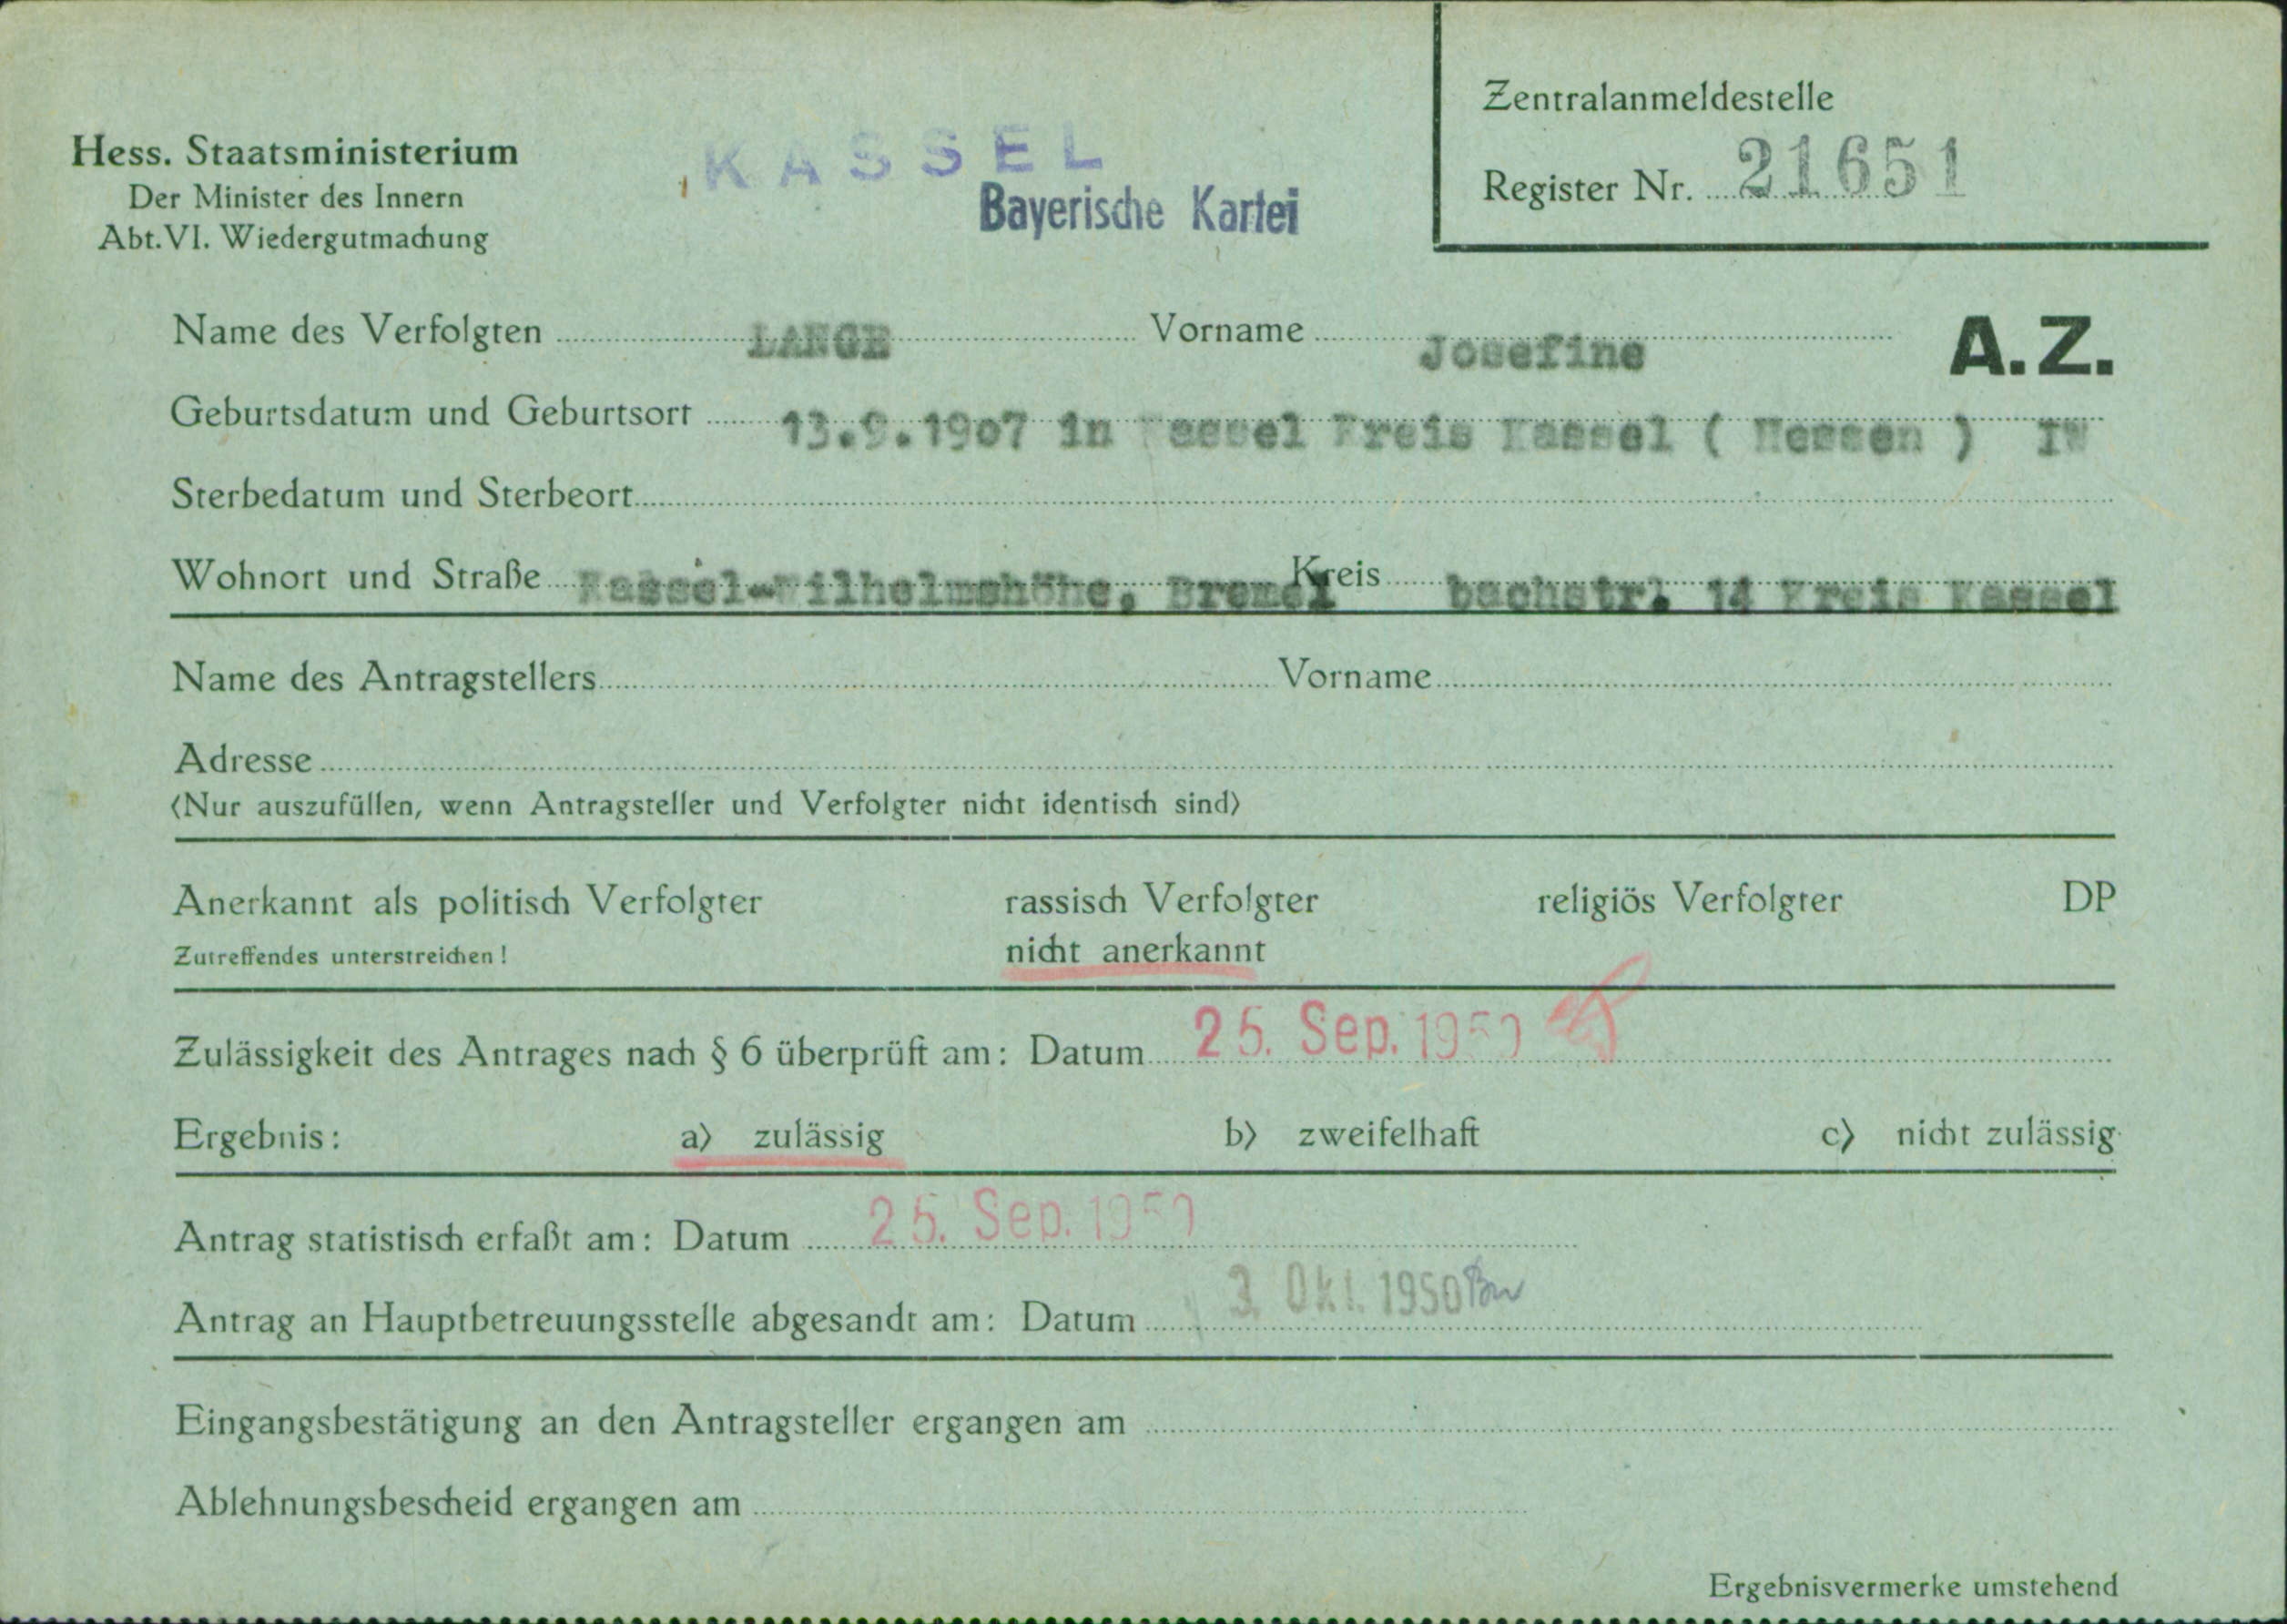 Zentralanmeldestelle
Register Nr. 21651
Hess. Staatsministerium
Der Minister des Innern
Abt. VI. Wiedergutmachung
KASSEL
Bayerische Kartei
Name des Verfolgten LANGE Vorname Josefine
A.Z.
Geburtsdatum und Geburtsort 13.9.1907 in Kassel Kreis Kassel ( Hessen ) IW
Sterbedatum und Sterbeort
Wohnort und Straße Kassel-Wilhelmshöhe, Kreis bachstr. 14 Kreis Kassel
Name des Antragstellers Vorname
Adresse
(Nur auszufüllen, wenn Antragsteller und Verfolgter nicht identisch sind)
Anerkannt als politisch Verfolgter rassisch Verfolgter religiös Verfolgter DP
Zutreffendes unterstreichen! nicht anerkannt
Zulässigkeit des Antrages nach § 6 überprüft am: Datum 25. Sep. 1950
Ergebnis: a) zulässig b) zweifelhaft c) nicht zulässig
Antrag statistisch erfaßt am: Datum 25. Sep. 1950
Antrag an Hauptbetreuungsstelle abgesandt am: Datum 3. Okt. 1950
Eingangsbestätigung an den Antragsteller ergangen am
Ablehnungsbescheid ergangen am
Ergebnisvermerke umstehend